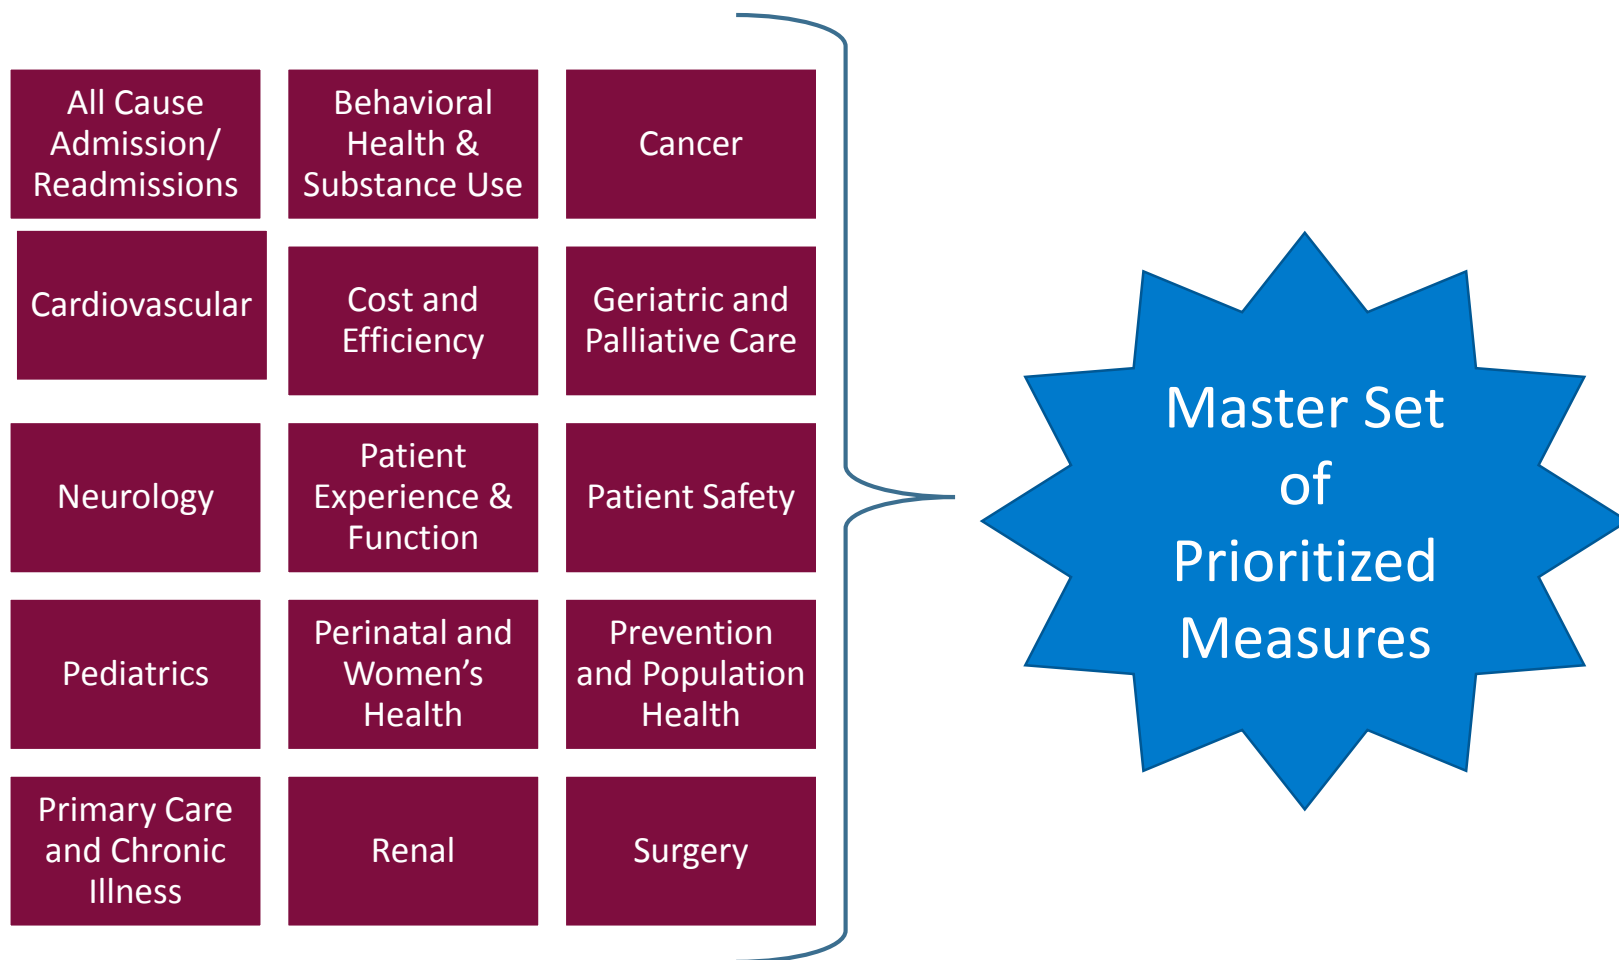 All Cause
Admission/
Readmissions
Behavioral
Health &
Substance Use
Cancer
Cardiovascular
Cost and
Efficiency
Geriatric and
Palliative Care
Neurology
Patient
Experience &
Function
Patient Safety
Pediatrics
Perinatal and
Women’s
Health
Prevention
and Population
Health
Primary Care
and Chronic
Illness
Renal
Surgery
Master Set
of
Prioritized
Measures